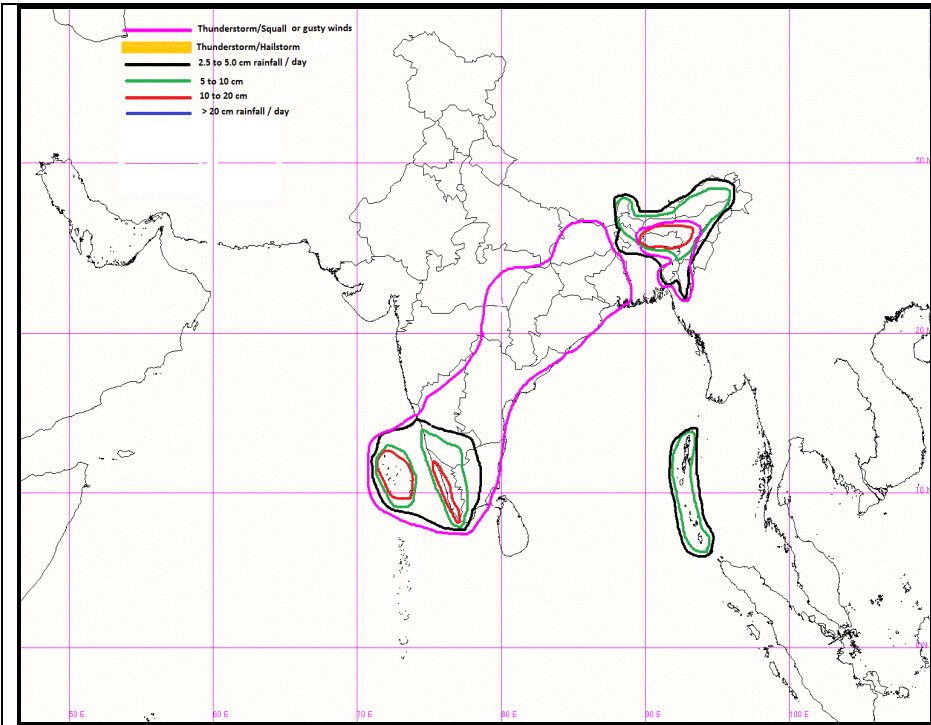 Thunderstorm/Squall or gusty winds
Thunderstorm/Hailstorm
2.5 to 5.0 cm rainfall / day
5 to 10 cm
10 to 20 cm
> 20 cm rainfall / day
30 N
20 N
10 N
50 E
60 E
70 E
80 E
90 E
100 E